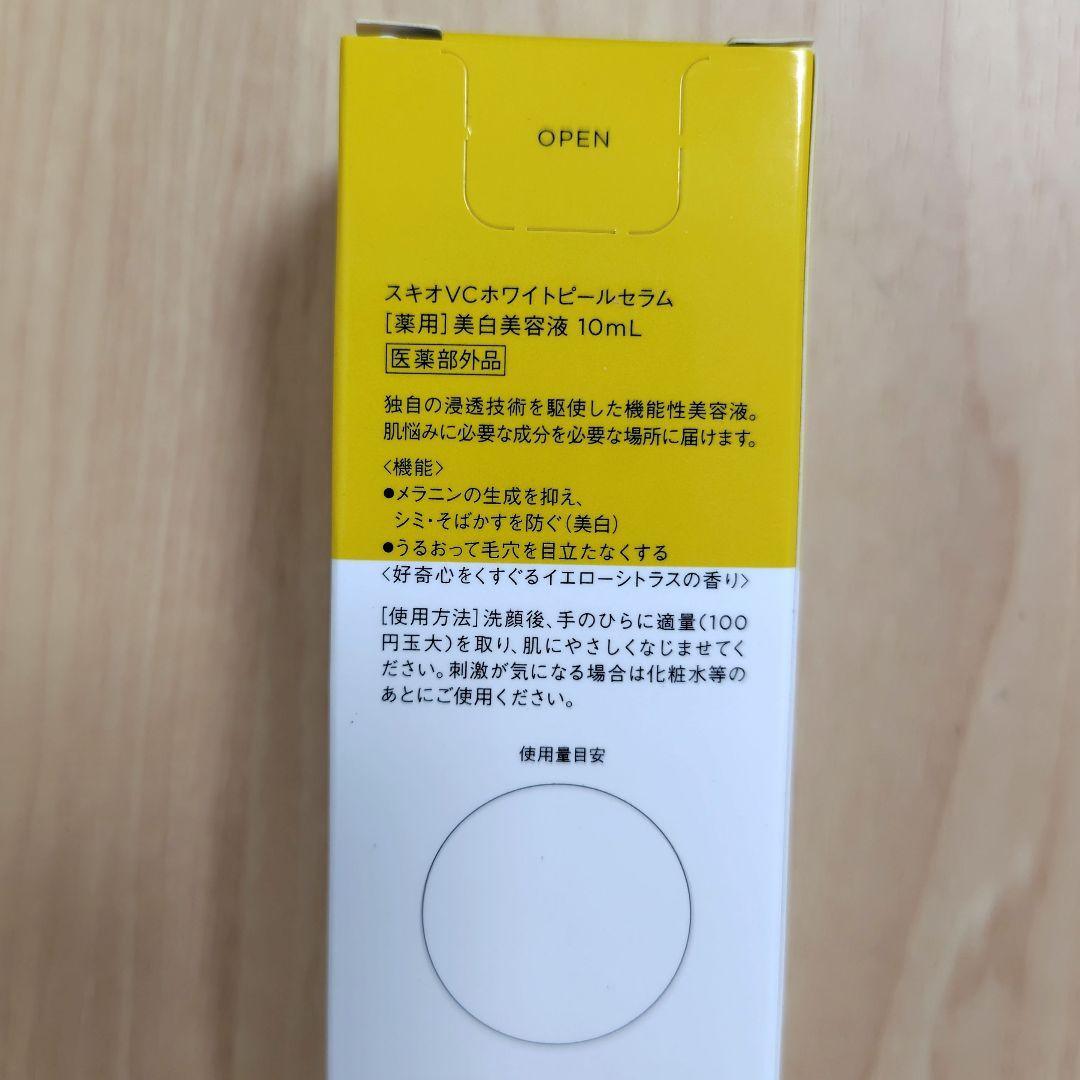 OPEN
スキオVCホワイトピールセラム
[薬用]美白美容液 10mL
医薬部外品
独自の浸透技術を駆使した機能性美容液。
肌悩みに必要な成分を必要な場所に届けます。
〈機能〉
●メラニンの生成を抑え、
シミ・そばかすを防ぐ(美白)
●うるおって毛穴を目立たなくする
〈好奇心をくすぐるイエローシトラスの香り〉
[使用方法]洗顔後、手のひらに適量(100
円玉大)を取り、肌にやさしくなじませてく
ださい。刺激が気になる場合は化粧水等の
あとにご使用ください。
使用量目安